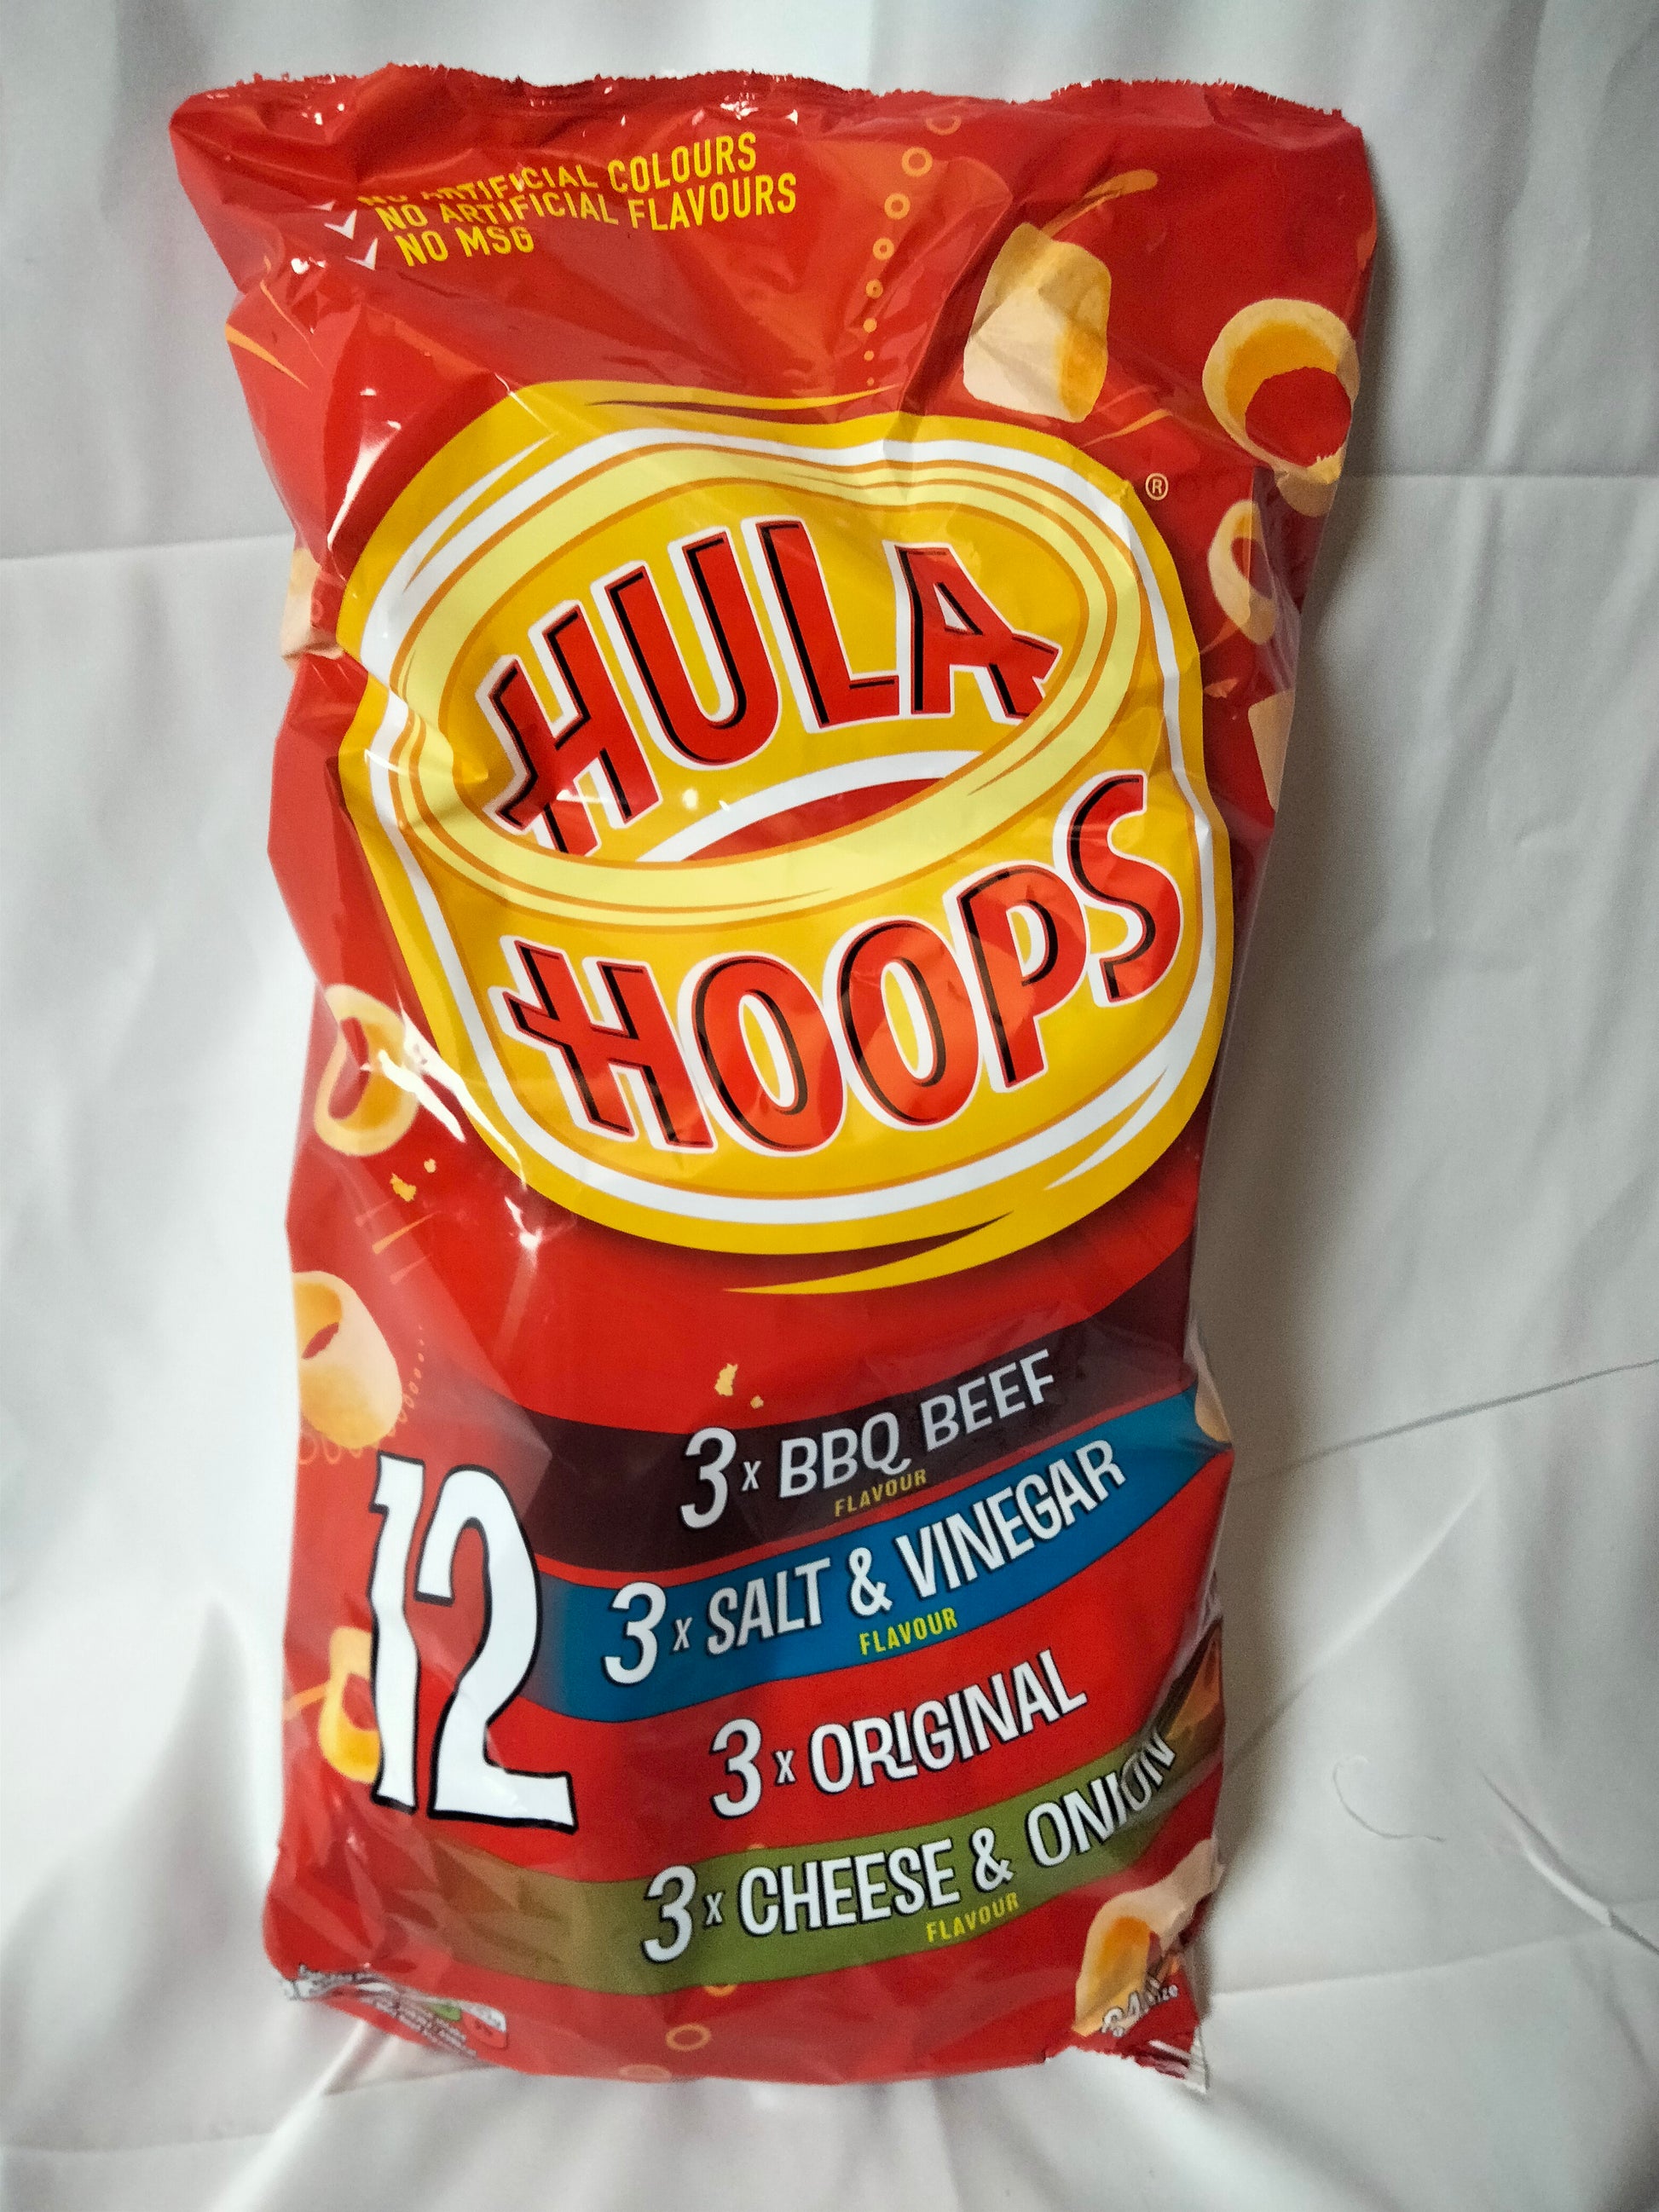 NO ARTIFICIAL COLOURS
NO ARTIFICIAL FLAVOURS
NO MSG
HULA
®
HOOPS
12
3 x BBQ BEEF
FLAVOUR
3 x SALT & VINEGAR
FLAVOUR
3 x ORIGINAL
3 x CHEESE & ONION
FLAVOUR